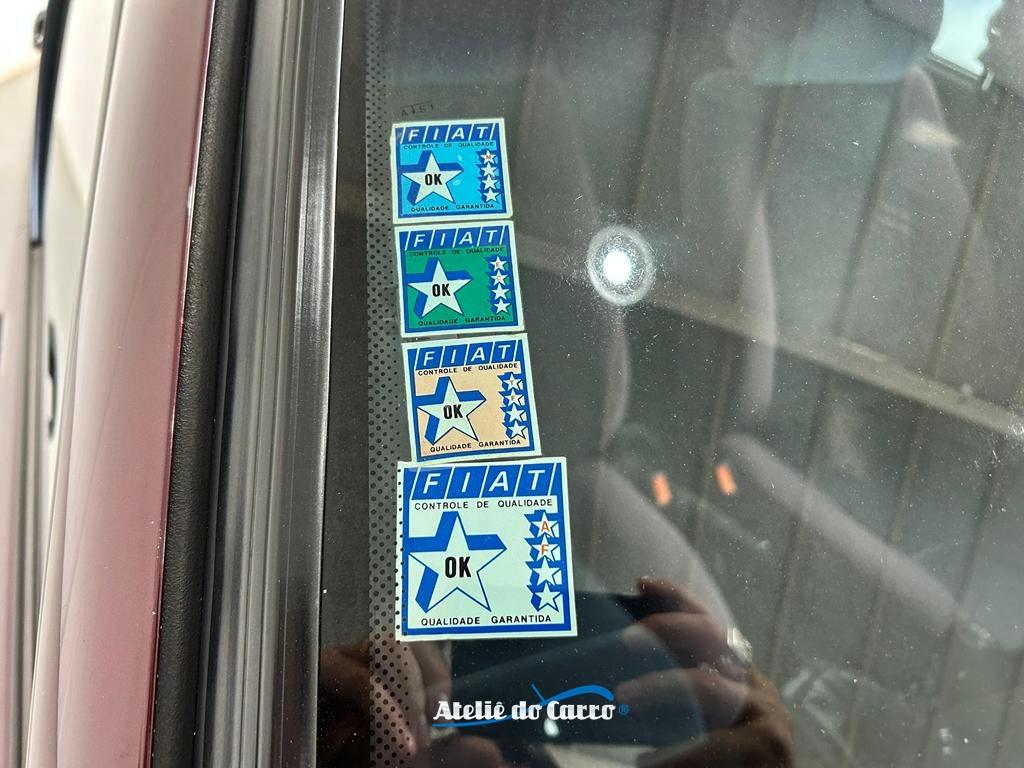 FIAT
CONTROLE DE QUALIDADE
OK
QUALIDADE GARANTIDA
FIAT
CONTROLE DE QUALIDADE
OK
QUALIDADE GARANTIDA
FIAT
CONTROLE DE QUALIDADE
OK
QUALIDADE GARANTIDA
FIAT
CONTROLE DE QUALIDADE
A
F
OK
QUALIDADE GARANTIDA
Ateliê do Carro®